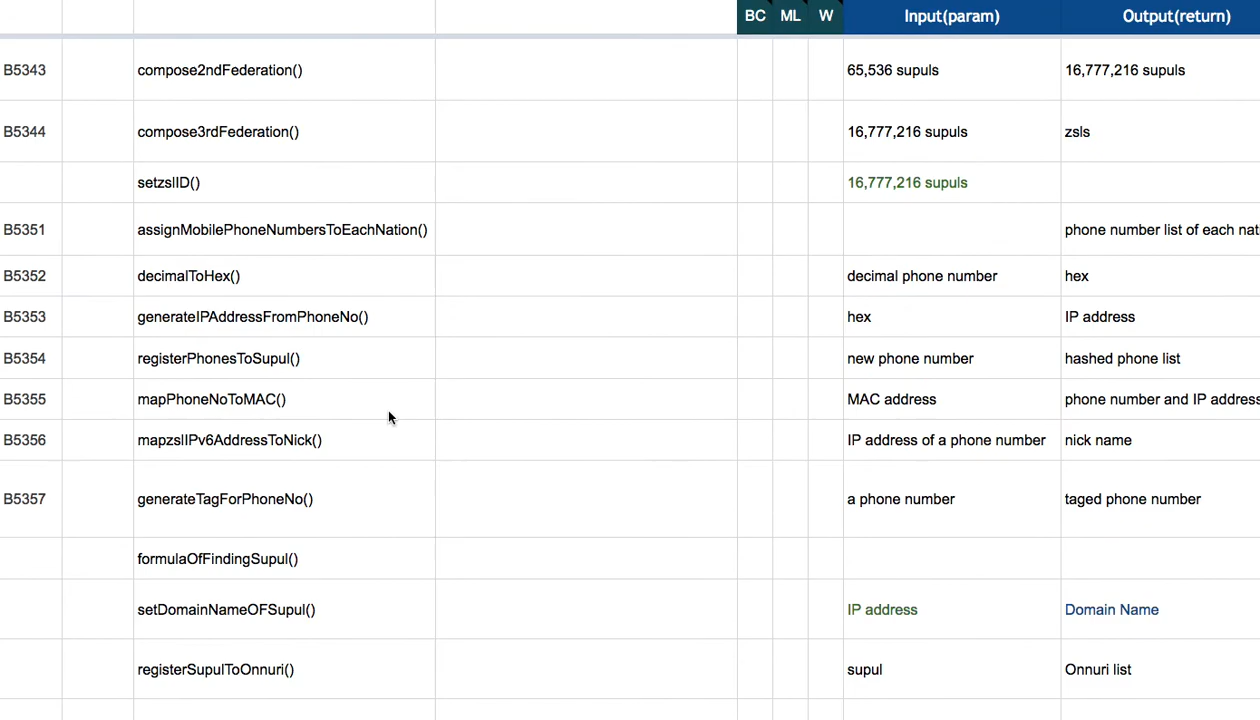 BC ML W Input(param) Output(return)
B5343 compose2ndFederation() 65,536 supuls 16,777,216 supuls
B5344 compose3rdFederation() 16,777,216 supuls zsls
setzslID() 16,777,216 supuls
B5351 assignMobilePhoneNumbersToEachNation() phone number list of each nat
B5352 decimalToHex() decimal phone number hex
B5353 generateIPAddressFromPhoneNo() hex IP address
B5354 registerPhonesToSupul() new phone number hashed phone list
B5355 mapPhoneNoToMAC() MAC address phone number and IP address
B5356 mapzslIPv6AddressToNick() IP address of a phone number nick name
B5357 generateTagForPhoneNo() a phone number taged phone number
formulaOfFindingSupul()
setDomainNameOFSupul() IP address Domain Name
registerSupulToOnnuri() supul Onnuri list